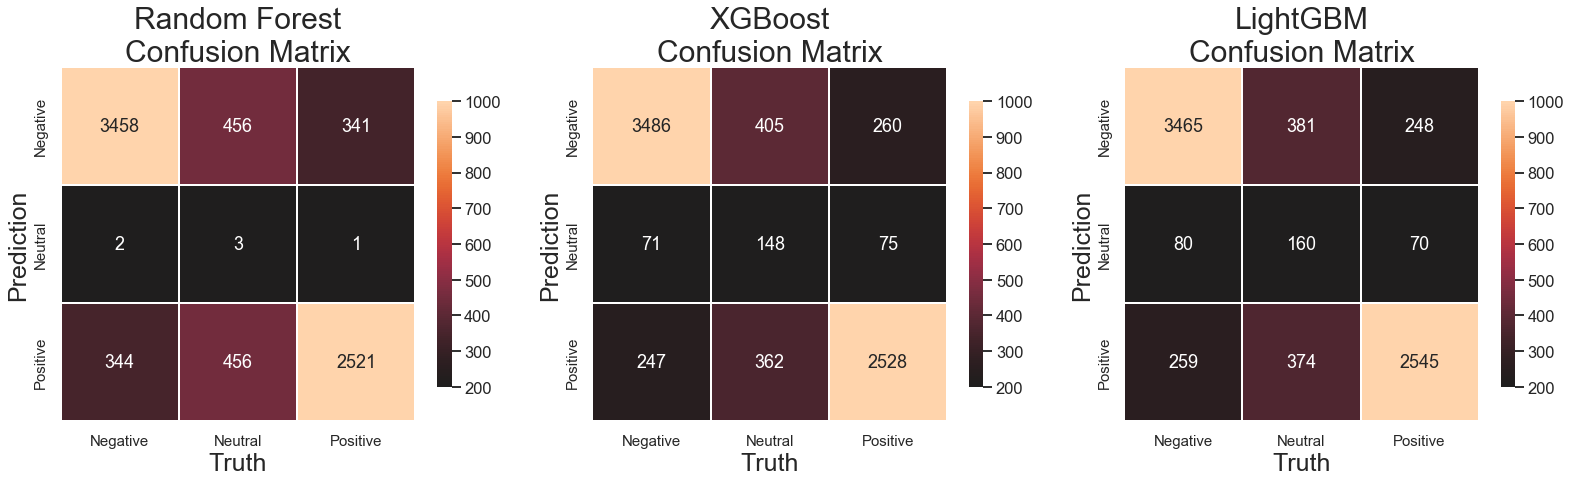 Random Forest
Confusion Matrix
Prediction
Negative
Neutral
Positive
3458 456 341
2 3 1
344 456 2521
Negative Neutral Positive
Truth
1000
900
800
700
600
500
400
300
200
XGBoost
Confusion Matrix
Prediction
Negative
Neutral
Positive
3486 405 260
71 148 75
247 362 2528
Negative Neutral Positive
Truth
1000
900
800
700
600
500
400
300
200
LightGBM
Confusion Matrix
Prediction
Negative
Neutral
Positive
3465 381 248
80 160 70
259 374 2545
Negative Neutral Positive
Truth
1000
900
800
700
600
500
400
300
200